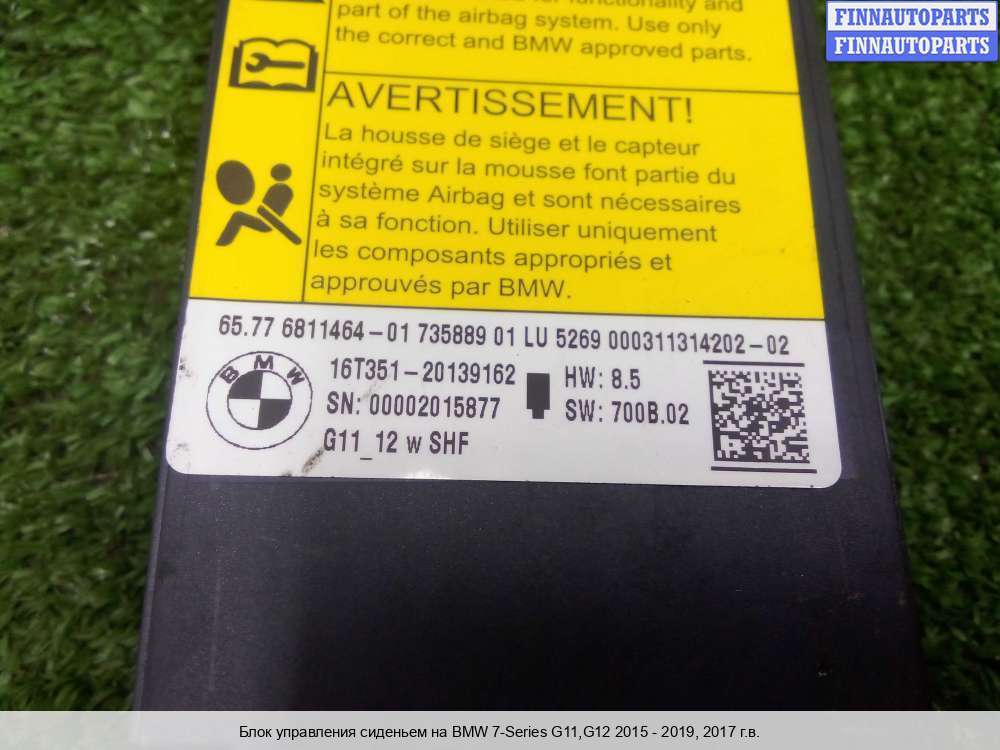 FINNAUTOPARTS
FINNAUTOPARTS
for functionality and
part of the airbag system. Use only
the correct and BMW approved parts.
AVERTISSEMENT!
La housse de siège et le capteur
intégré sur la mousse font partie du
système Airbag et sont nécessaires
à sa fonction. Utiliser uniquement
les composants appropriés et
approuvés par BMW.
65.77 6811464-01 735889 01 LU 5269 000311314202-02
BMW
16T351-20139162
SN: 00002015877
G11_12 w SHF
HW: 8.5
SW: 700B.02
Блок управления сиденьем на BMW 7-Series G11,G12 2015 - 2019, 2017 г.в.